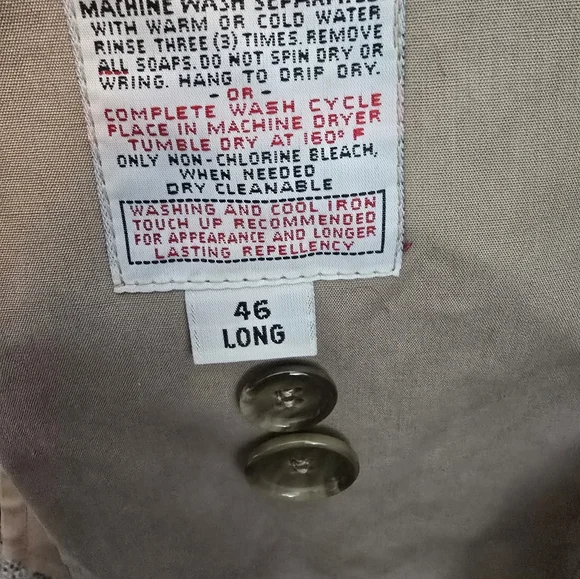 MACHINE WASH SEPARATELY
WITH WARM OR COLD WATER
RINSE THREE (3) TIMES. REMOVE
ALL SOAPS. DO NOT SPIN DRY OR
WRING. HANG TO DRIP DRY.
- OR -
COMPLETE WASH CYCLE
PLACE IN MACHINE DRYER
TUMBLE DRY AT 160° F
ONLY NON-CHLORINE BLEACH,
WHEN NEEDED
DRY CLEANABLE
WASHING AND COOL IRON
TOUCH UP RECOMMENDED
FOR APPEARANCE AND LONGER
LASTING REPELLENCY
46
LONG